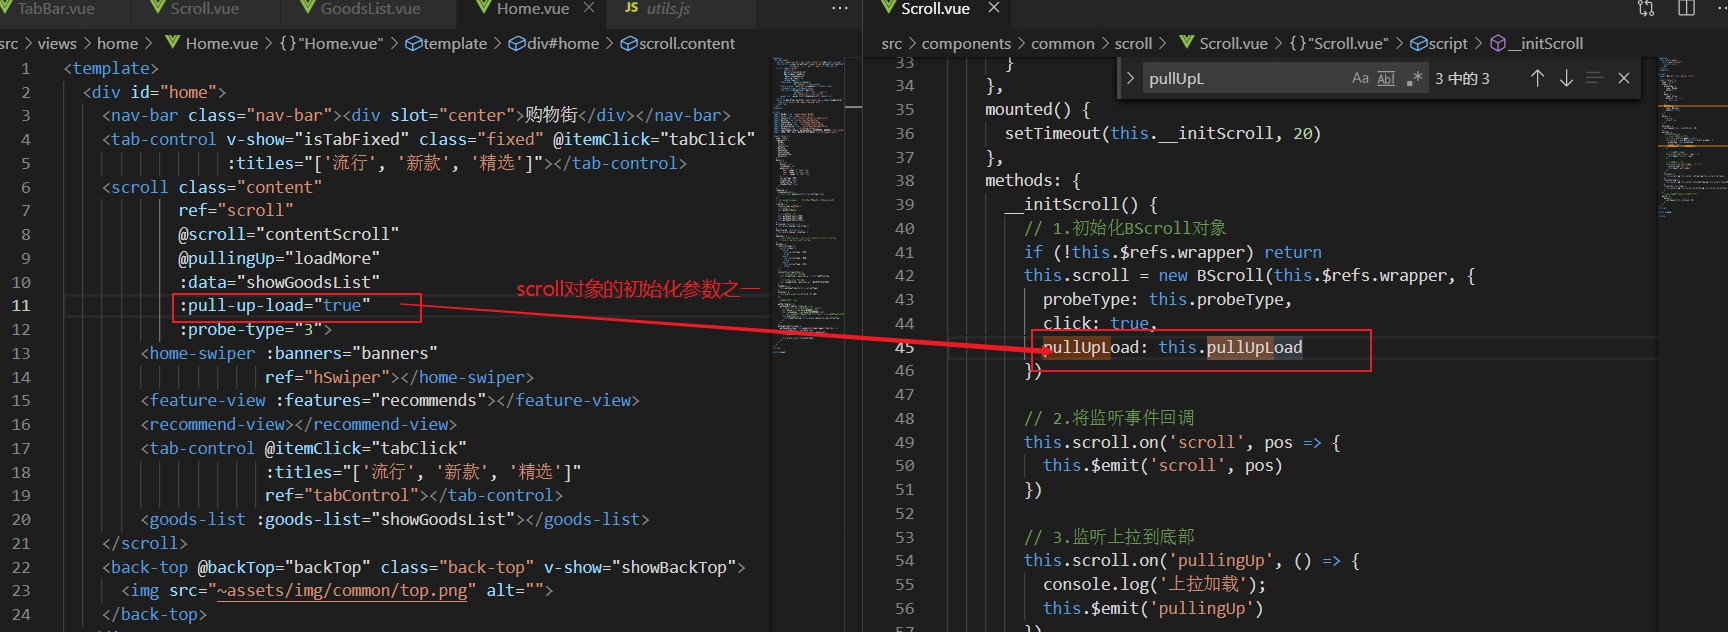 TabBar.vue
Scroll.vue
GoodsList.vue
Home.vue
JS utils.js
src > views > home > Home.vue > {} "Home.vue" > template > div#home > scroll.content
1 <template>
2 <div id="home">
3 <nav-bar class="nav-bar"><div slot="center">购物街</div></nav-bar>
4 <tab-control v-show="isTabFixed" class="fixed" @itemClick="tabClick"
5 :titles="['流行', '新款', '精选']"></tab-control>
6 <scroll class="content"
7 ref="scroll"
8 @scroll="contentScroll"
9 @pullingUp="loadMore"
10 :data="showGoodsList"
11 :pull-up-load="true"
12 :probe-type="3">
13 <home-swiper :banners="banners"
14 ref="hSwiper"></home-swiper>
15 <feature-view :features="recommends"></feature-view>
16 <recommend-view></recommend-view>
17 <tab-control @itemClick="tabClick"
18 :titles="['流行', '新款', '精选']"
19 ref="tabControl"></tab-control>
20 <goods-list :goods-list="showGoodsList"></goods-list>
21 </scroll>
22 <back-top @backTop="backTop" class="back-top" v-show="showBackTop">
23 <img src="~assets/img/common/top.png" alt="">
24 </back-top>
scroll对象的初始化参数之一
Scroll.vue
src > components > common > scroll > Scroll.vue > {} "Scroll.vue" > script > __initScroll
pullUpL
Aa Abl .* 3 中的 3
33 }
34 },
35 mounted() {
36 setTimeout(this.__initScroll, 20)
37 },
38 methods: {
39 __initScroll() {
40 // 1.初始化BScroll对象
41 if (!this.$refs.wrapper) return
42 this.scroll = new BScroll(this.$refs.wrapper, {
43 probeType: this.probeType,
44 click: true,
45 pullUpLoad: this.pullUpLoad
46 })
47
48 // 2.将监听事件回调
49 this.scroll.on('scroll', pos => {
50 this.$emit('scroll', pos)
51 })
52
53 // 3.监听上拉到底部
54 this.scroll.on('pullingUp', () => {
55 console.log('上拉加载');
56 this.$emit('pullingUp')
57 })